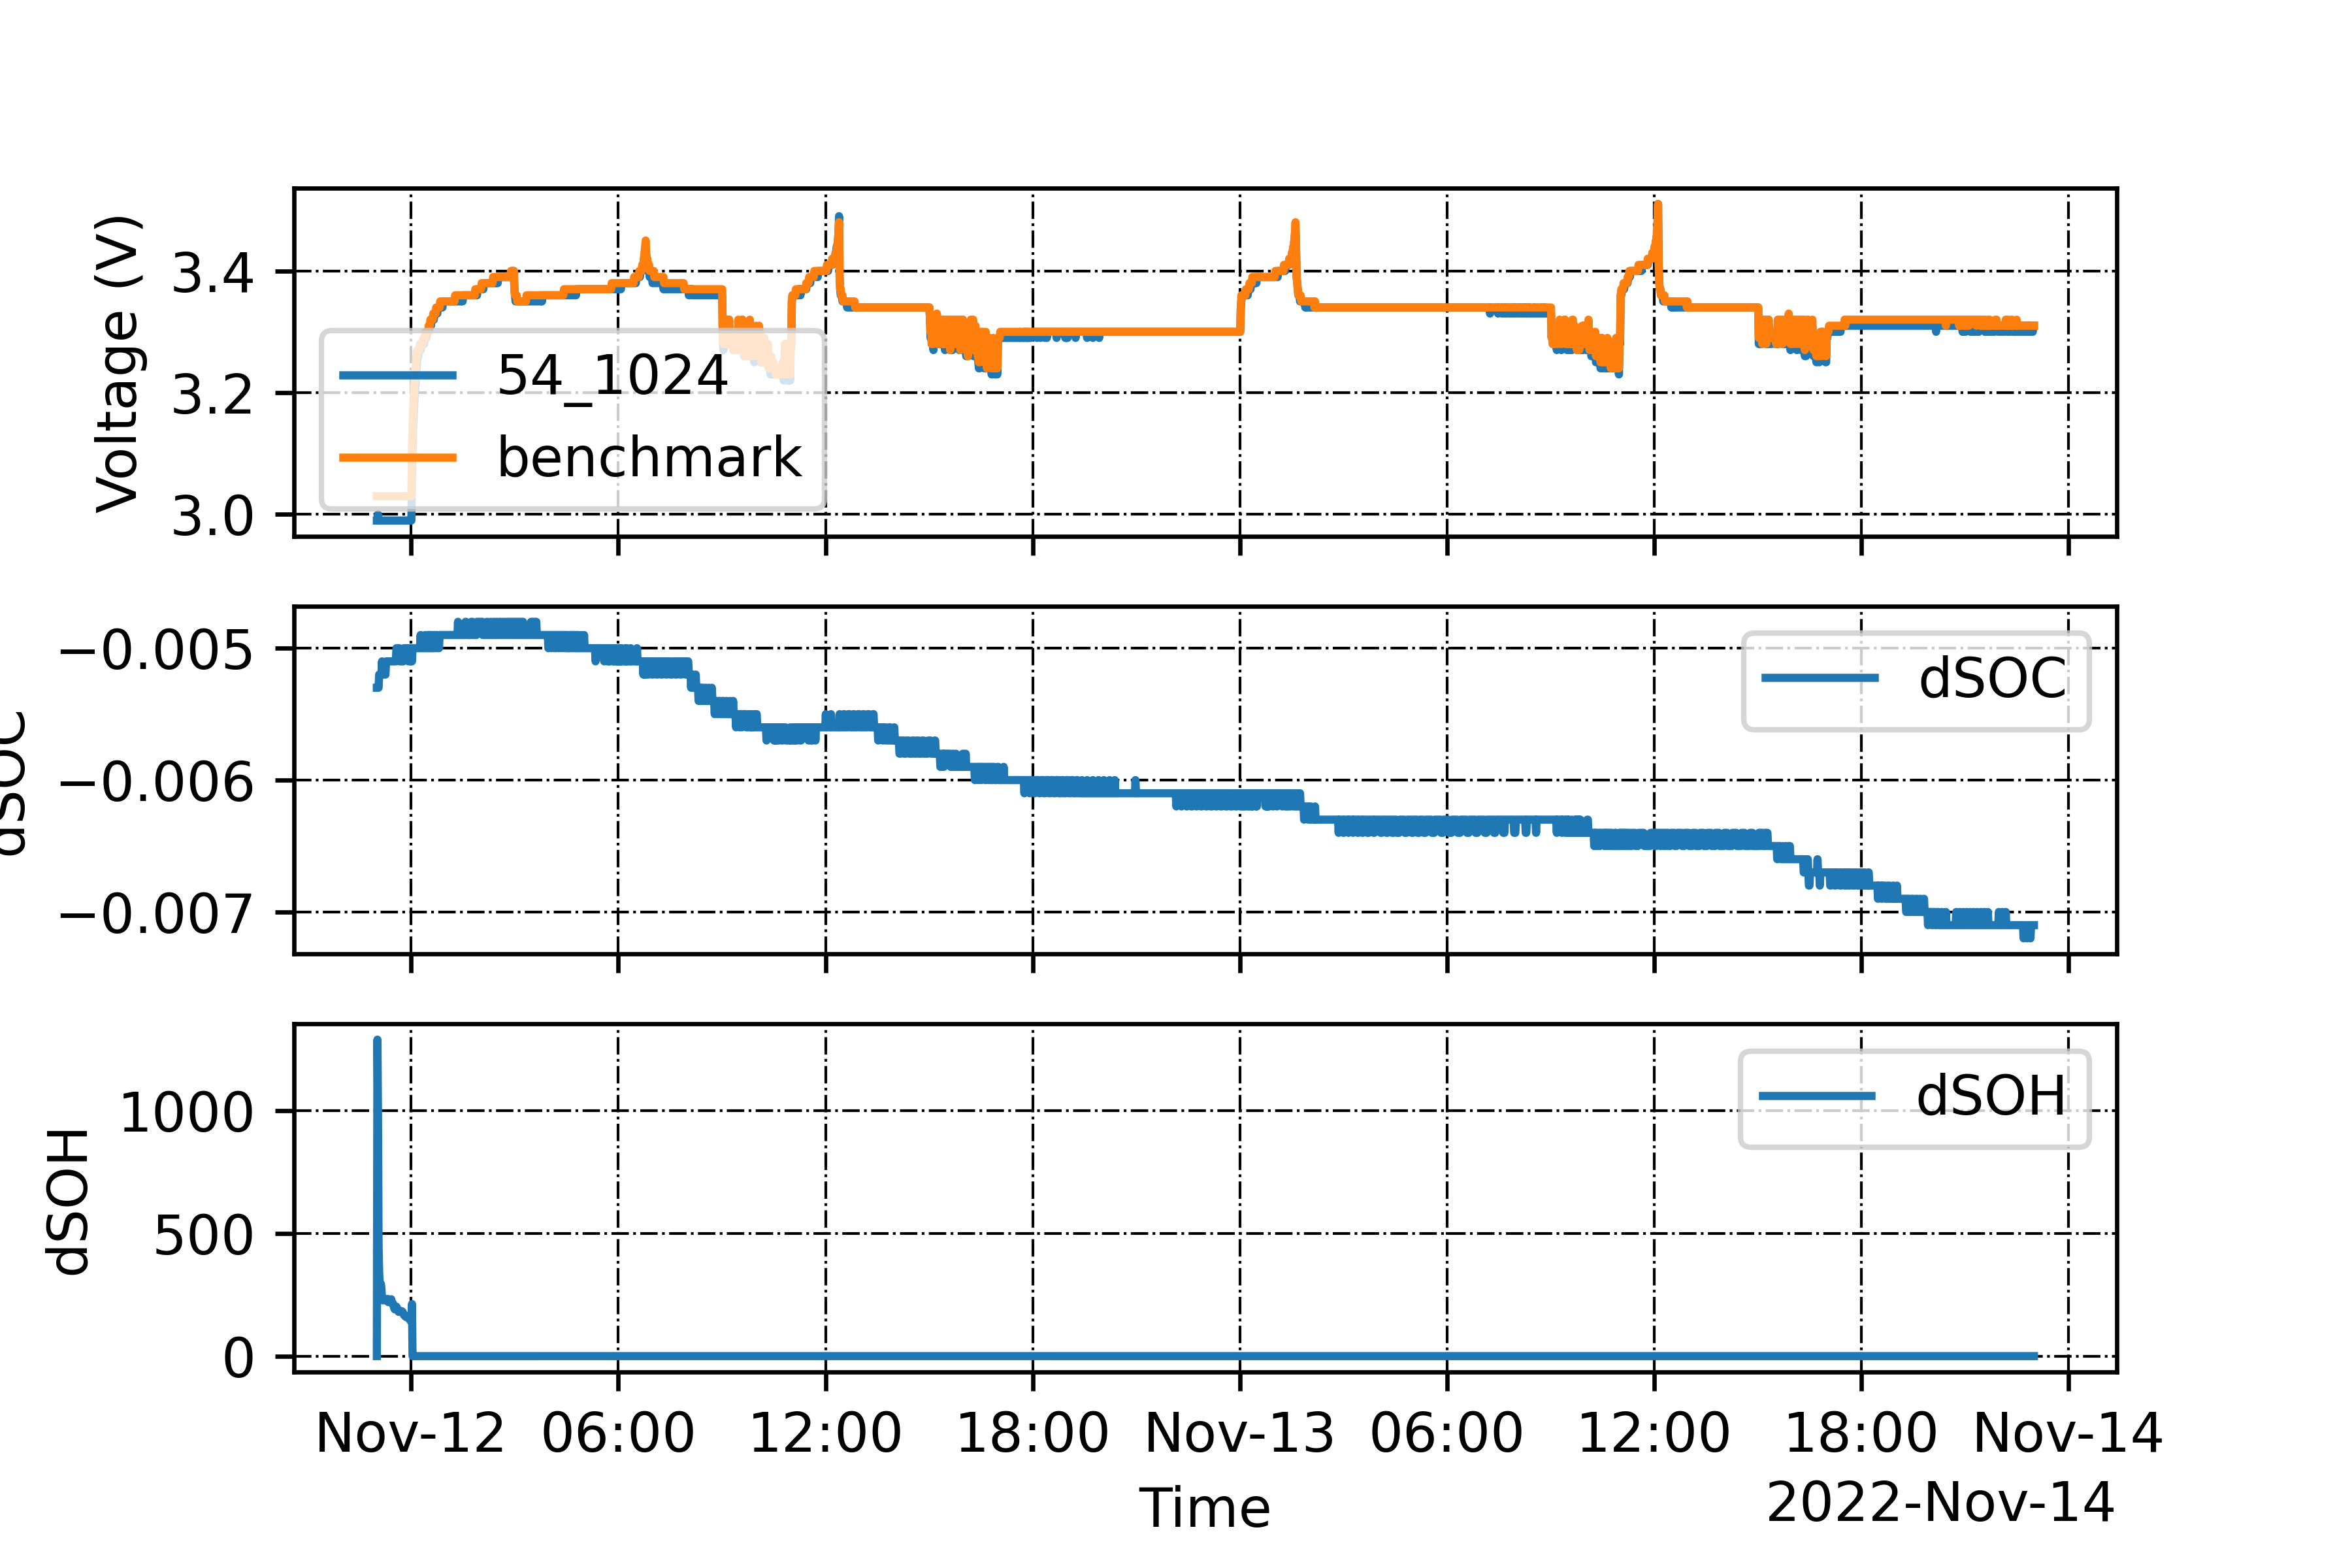 Voltage (V)
3.4
3.2
3.0
54_1024
benchmark
dSOC
−0.005
−0.006
−0.007
dSOC
dSOH
1000
500
0
dSOH
Nov-12 06:00 12:00 18:00 Nov-13 06:00 12:00 18:00 Nov-14
Time
2022-Nov-14